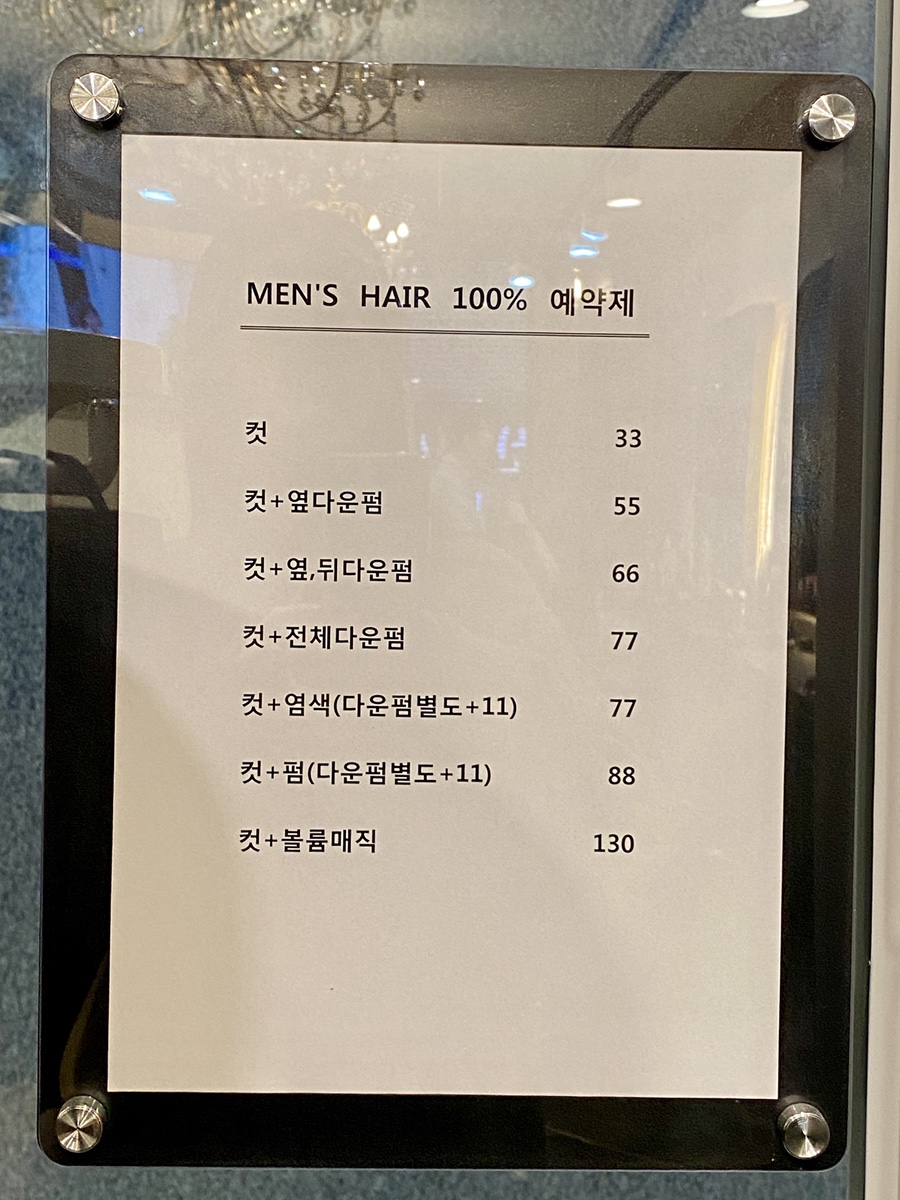 MEN'S HAIR 100% 예약제
컷 33
컷+옆다운펌 55
컷+옆,뒤다운펌 66
컷+전체다운펌 77
컷+염색(다운펌별도+11) 77
컷+펌(다운펌별도+11) 88
컷+볼륨매직 130